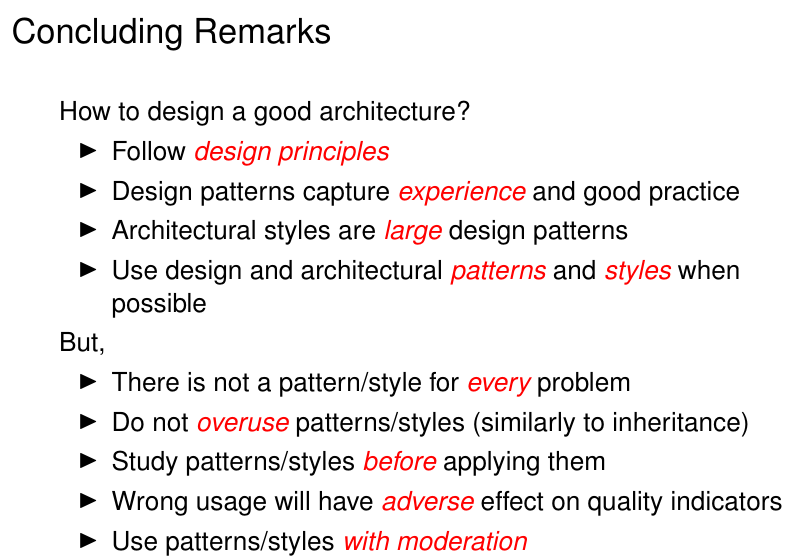 Concluding Remarks
How to design a good architecture?
▶ Follow design principles
▶ Design patterns capture experience and good practice
▶ Architectural styles are large design patterns
▶ Use design and architectural patterns and styles when
possible
But,
▶ There is not a pattern/style for every problem
▶ Do not overuse patterns/styles (similarly to inheritance)
▶ Study patterns/styles before applying them
▶ Wrong usage will have adverse effect on quality indicators
▶ Use patterns/styles with moderation